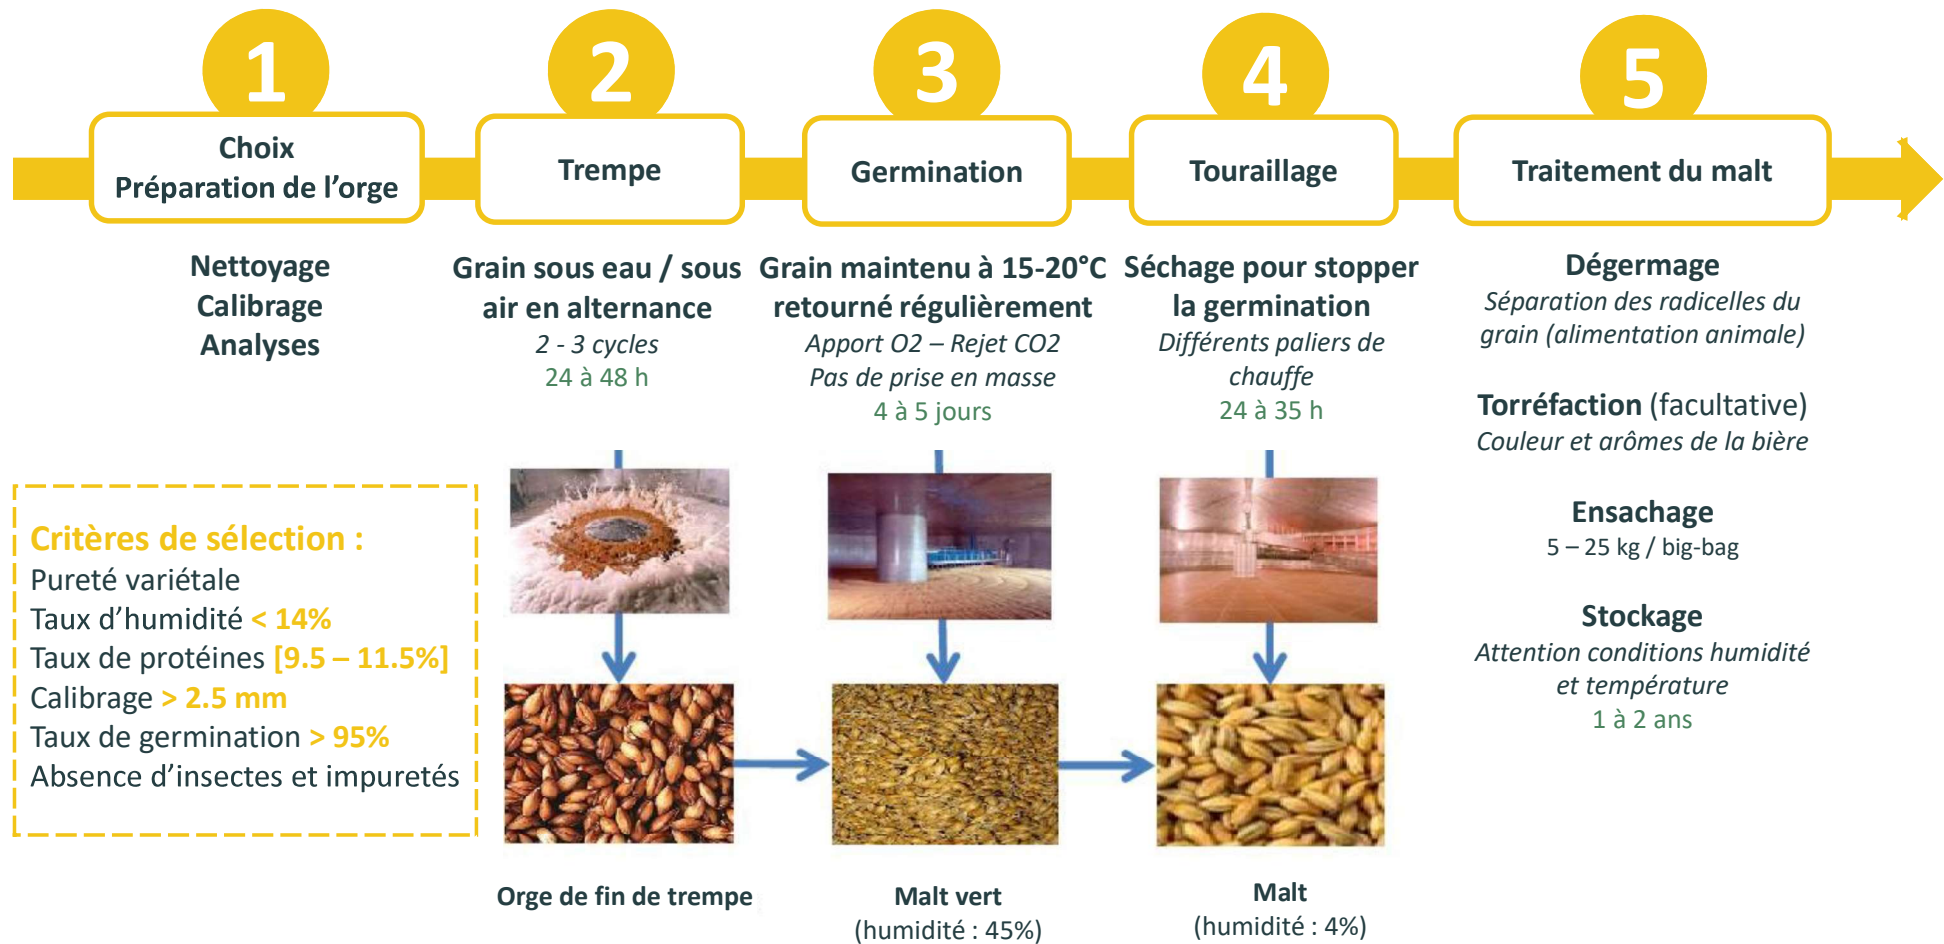 1
Choix
Préparation de l’orge
Nettoyage
Calibrage
Analyses
2
Trempe
Grain sous eau / sous
air en alternance
2 - 3 cycles
24 à 48 h
3
Germination
Grain maintenu à 15-20°C
retourné régulièrement
Apport O2 – Rejet CO2
Pas de prise en masse
4 à 5 jours
4
Touraillage
Séchage pour stopper
la germination
Différents paliers de
chauffe
24 à 35 h
5
Traitement du malt
Dégermage
Séparation des radicelles du
grain (alimentation animale)
Torréfaction (facultative)
Couleur et arômes de la bière
Ensachage
5 – 25 kg / big-bag
Stockage
Attention conditions humidité
et température
1 à 2 ans
Critères de sélection :
Pureté variétale
Taux d’humidité < 14%
Taux de protéines [9.5 – 11.5%]
Calibrage > 2.5 mm
Taux de germination > 95%
Absence d’insectes et impuretés
Orge de fin de trempe
Malt vert
(humidité : 45%)
Malt
(humidité : 4%)